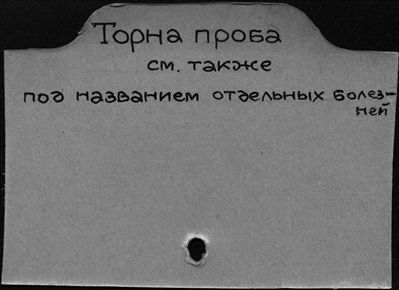 Торна проба
см. также
под названием отдельных болез-
ней